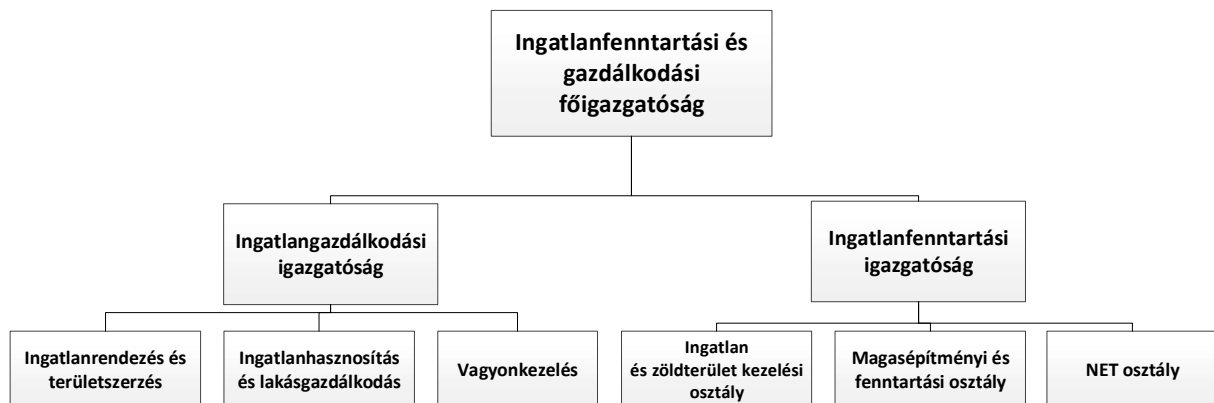 Ingatlanfenntartási és
gazdálkodási
főigazgatóság
Ingatlangazdálkodási
igazgatóság
Ingatlanfenntartási
igazgatóság
Ingatlanrendezés és
területszerzés
Ingatlanhasznosítás
és lakásgazdálkodás
Vagyonkezelés
Ingatlan
és zöldterület kezelési
osztály
Magasépítményi és
fenntartási osztály
NET osztály